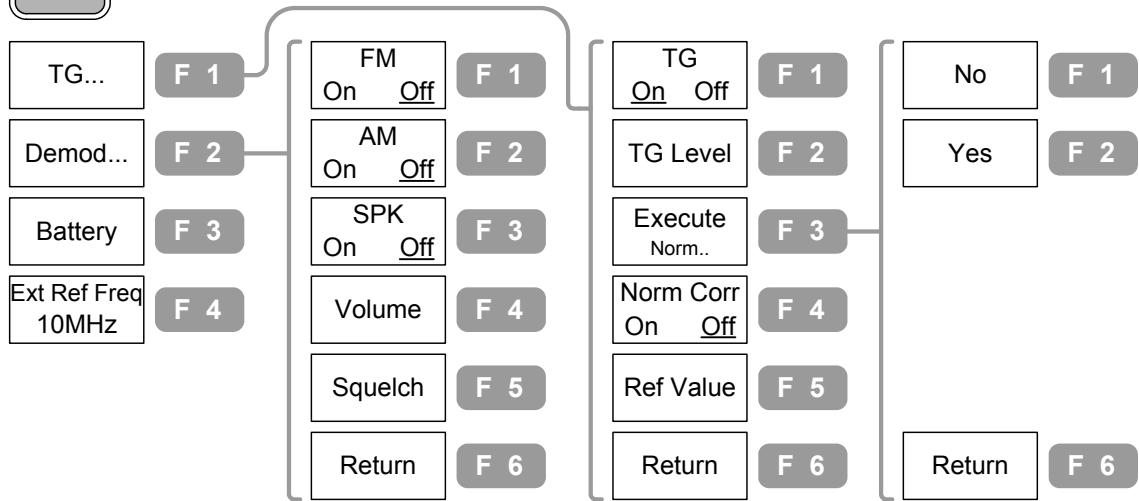 TG...
F 1
Demod...
F 2
Battery
F 3
Ext Ref Freq
10MHz
F 4
FM
On Off
F 1
AM
On Off
F 2
SPK
On Off
F 3
Volume
F 4
Squelch
F 5
Return
F 6
TG
On Off
F 1
TG Level
F 2
Execute
Norm..
F 3
Norm Corr
On Off
F 4
Ref Value
F 5
Return
F 6
No
F 1
Yes
F 2
Return
F 6